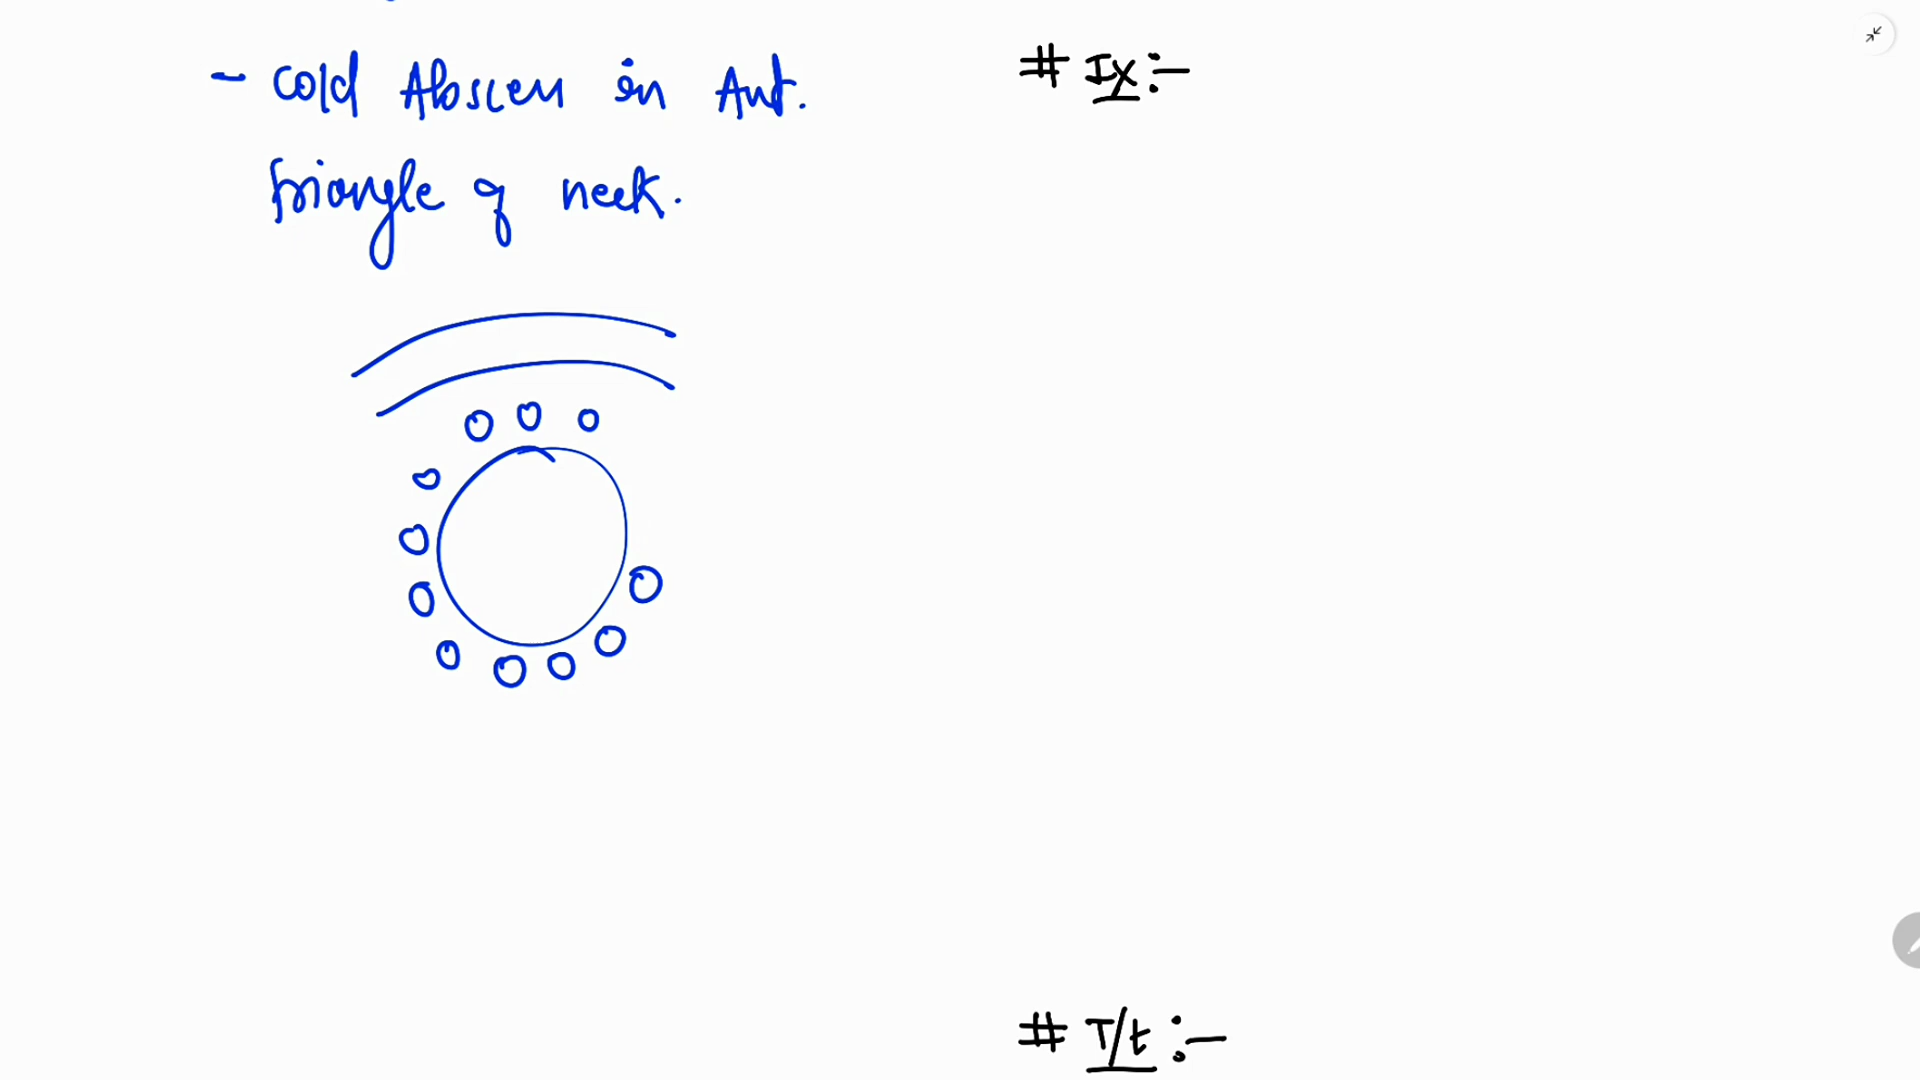 - cold Abscess in Ant.
triangle of neck.
# Ix :-
# T/t :-